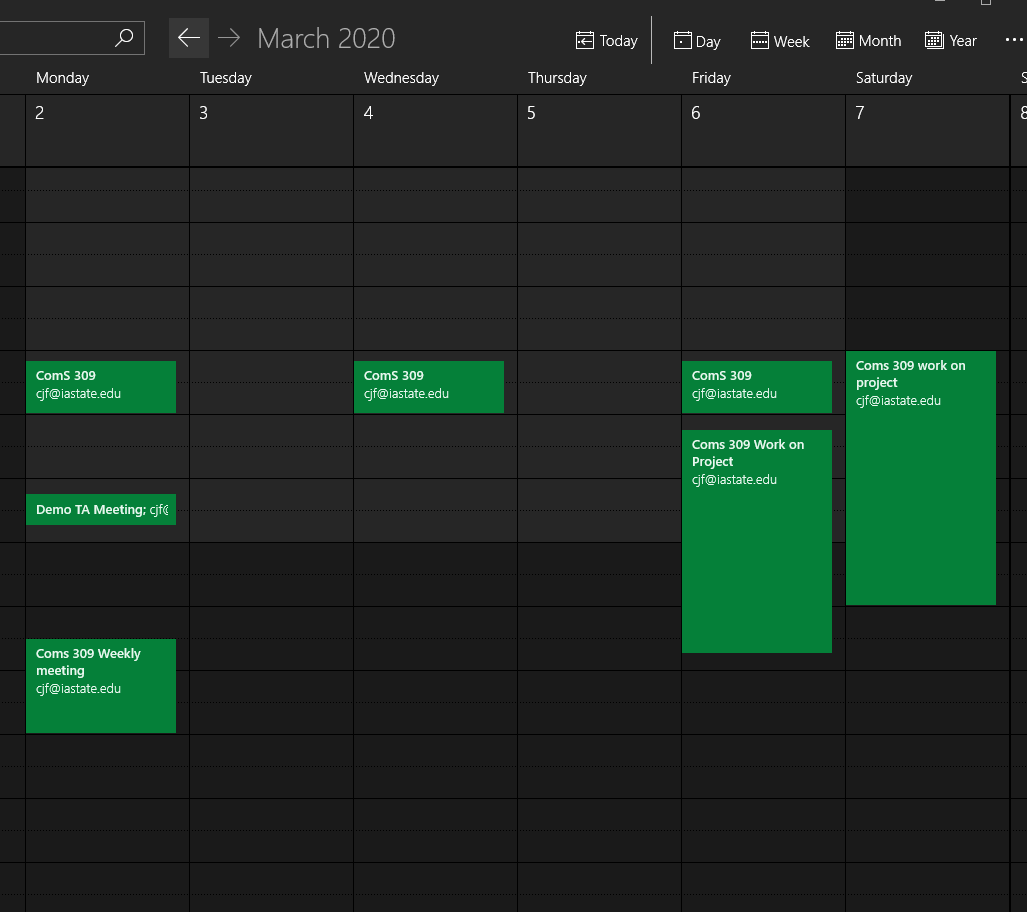 March 2020
Today
Day
Week
Month
Year
Monday
Tuesday
Wednesday
Thursday
Friday
Saturday
S
2
3
4
5
6
7
8
ComS 309
cjf@iastate.edu
ComS 309
cjf@iastate.edu
ComS 309
cjf@iastate.edu
Coms 309 work on
project
cjf@iastate.edu
Coms 309 Work on
Project
cjf@iastate.edu
Demo TA Meeting; cjf@
Coms 309 Weekly
meeting
cjf@iastate.edu